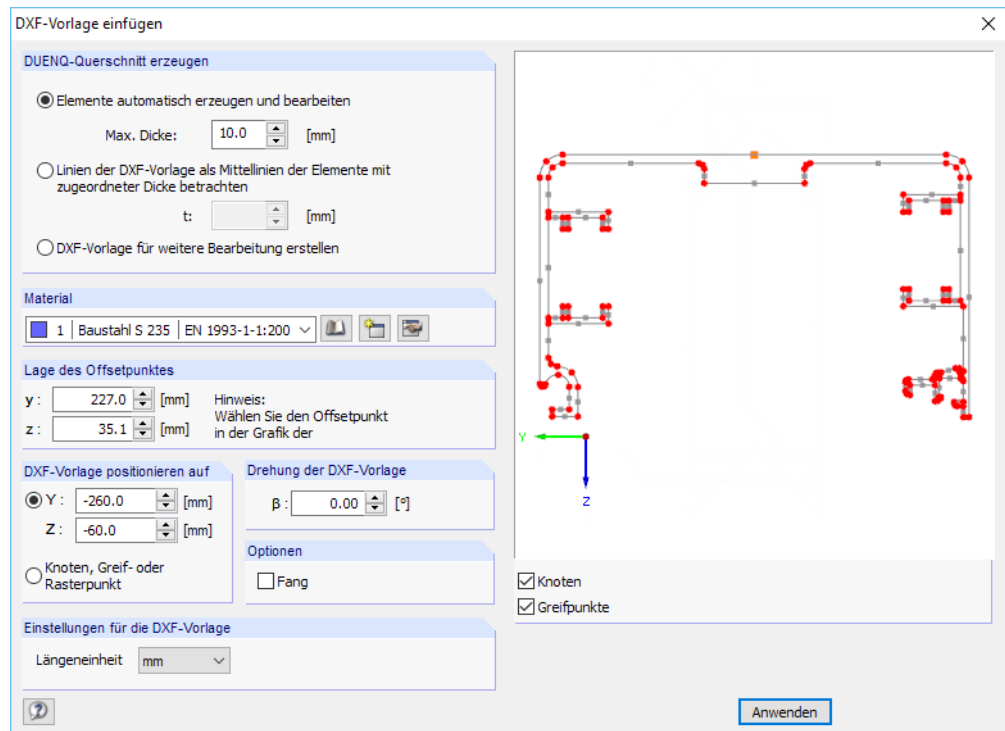 DXF-Vorlage einfügen
DUENQ-Querschnitt erzeugen
Elemente automatisch erzeugen und bearbeiten
Max. Dicke: 10.0 [mm]
Linien der DXF-Vorlage als Mittellinien der Elemente mit
zugeordneter Dicke betrachten
t: [mm]
DXF-Vorlage für weitere Bearbeitung erstellen
Material
1 | Baustahl S 235 | EN 1993-1-1:200
Lage des Offsetpunktes
y : 227.0 [mm]
z : 35.1 [mm]
Hinweis:
Wählen Sie den Offsetpunkt
in der Grafik der
DXF-Vorlage positionieren auf
Y : -260.0 [mm]
Z : -60.0 [mm]
Knoten, Greif- oder
Rasterpunkt
Drehung der DXF-Vorlage
β : 0.00 [°]
Optionen
Fang
Einstellungen für die DXF-Vorlage
Längeneinheit mm
Y
Z
Knoten
Greifpunkte
Anwenden